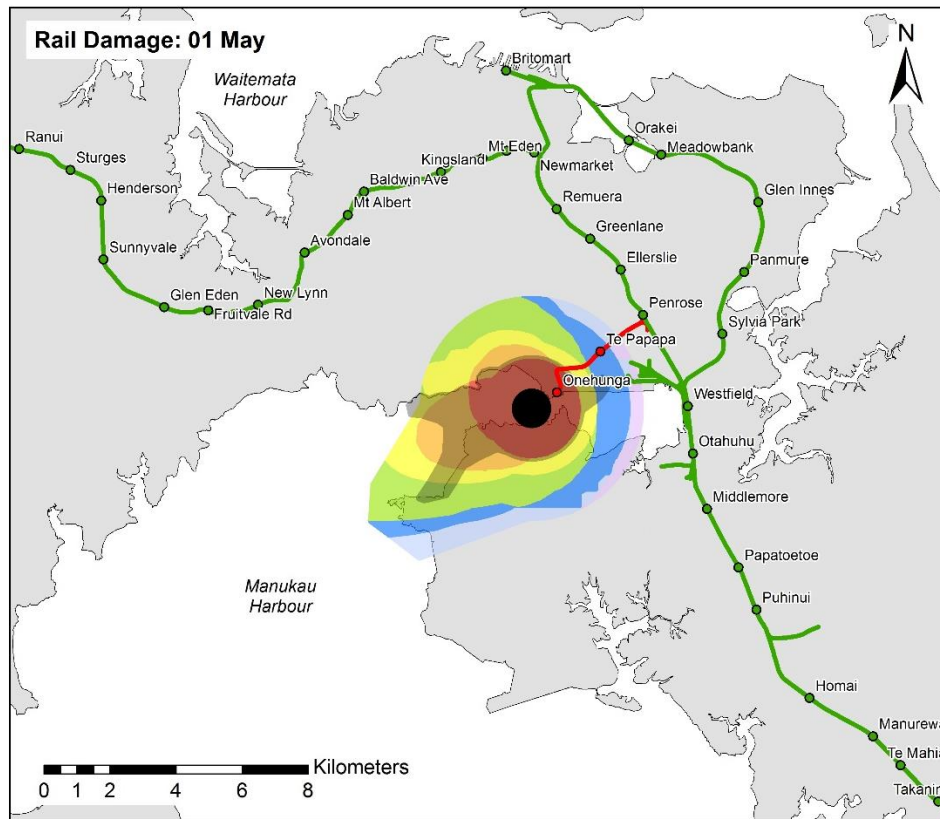 Rail Damage: 01 May
N
Waitemata
Harbour
Britomart
Ranui
Sturges
Henderson
Sunnyvale
Glen Eden
Fruitvale Rd
New Lynn
Avondale
Mt Albert
Baldwin Ave
Kingsland
Mt Eden
Newmarket
Orakei
Meadowbank
Remuera
Glen Innes
Greenlane
Ellerslie
Panmure
Penrose
Sylvia Park
Te Papapa
Onehunga
Westfield
Otahuhu
Middlemore
Papatoetoe
Manukau
Harbour
Puhinui
Homai
Manurewa
Te Mahia
Takanin
Kilometers
0 1 2 4 6 8